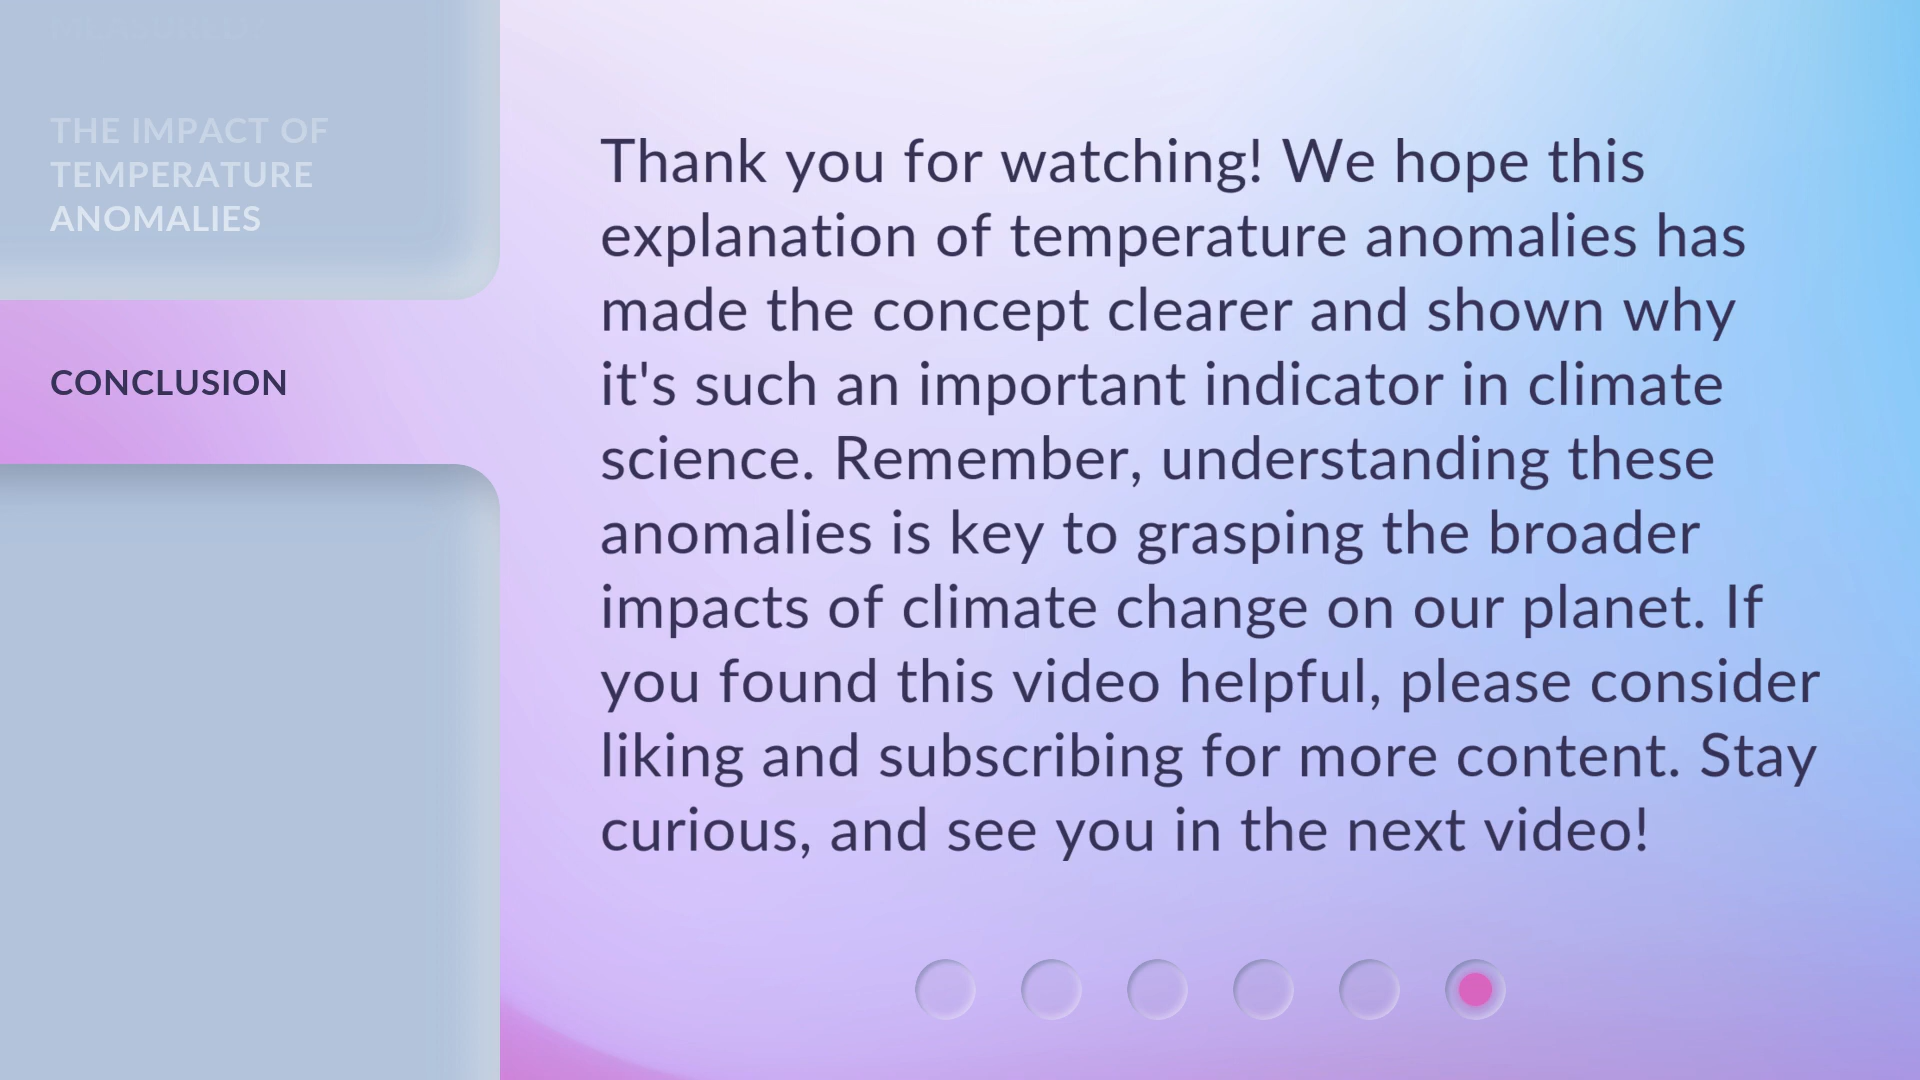 MEASURED?
THE IMPACT OF
TEMPERATURE
ANOMALIES
CONCLUSION
Thank you for watching! We hope this
explanation of temperature anomalies has
made the concept clearer and shown why
it's such an important indicator in climate
science. Remember, understanding these
anomalies is key to grasping the broader
impacts of climate change on our planet. If
you found this video helpful, please consider
liking and subscribing for more content. Stay
curious, and see you in the next video!